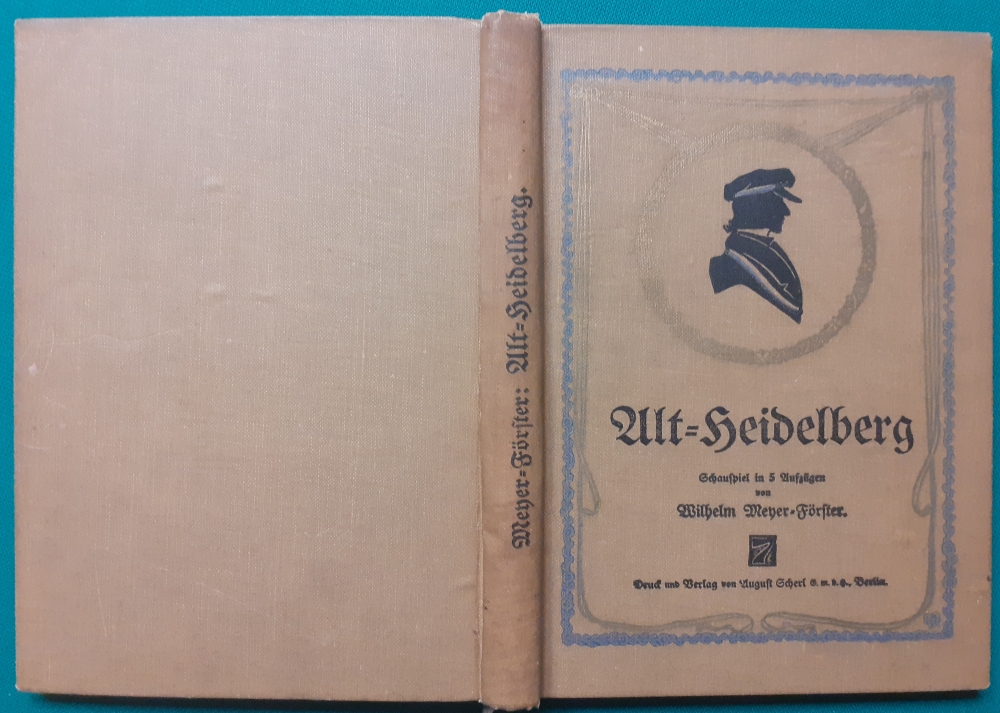 Meyer=Förster: Alt=Heidelberg.
Alt=Heidelberg
Schauspiel in 5 Aufzügen
von
Wilhelm Meyer=Förster.
Druck und Verlag von August Scherl G. m. b. H., Berlin.